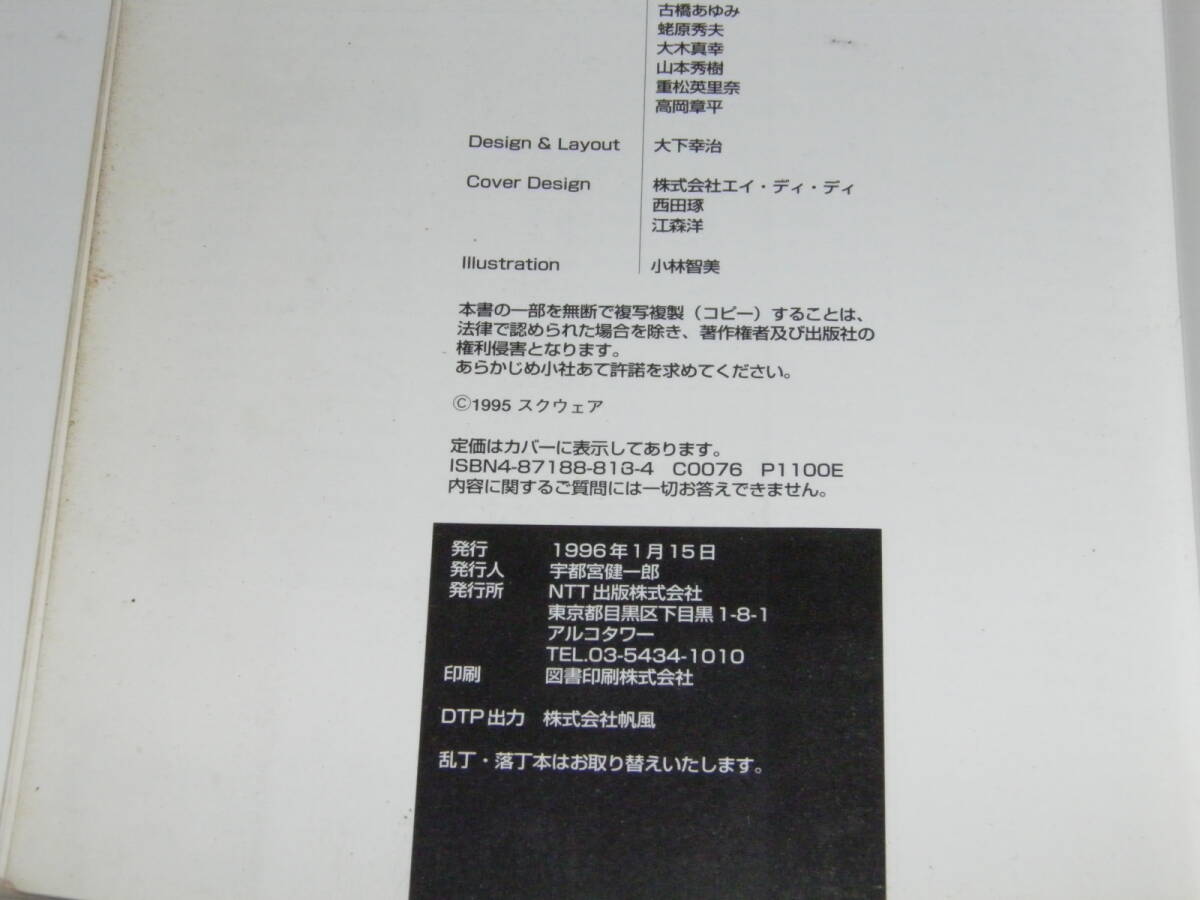 古橋あゆみ
蛯原秀夫
大木真幸
山本秀樹
重松英里奈
高岡章平
Design & Layout 大下幸治
Cover Design 株式会社エイ・ディ・ディ
西田琢
江森洋
Illustration 小林智美
本書の一部を無断で複写複製（コピー）することは、
法律で認められた場合を除き、著作権者及び出版社の
権利侵害となります。
あらかじめ小社あて許諾を求めてください。
©1995 スクウェア
定価はカバーに表示してあります。
ISBN4-87188-813-4 C0076 P1100E
内容に関するご質問には一切お答えできません。
発行 1996年1月15日
発行人 宇都宮健一郎
発行所 NTT出版株式会社
東京都目黒区下目黒1-8-1
アルコタワー
TEL.03-5434-1010
印刷 図書印刷株式会社
DTP出力 株式会社帆風
乱丁・落丁本はお取り替えいたします。